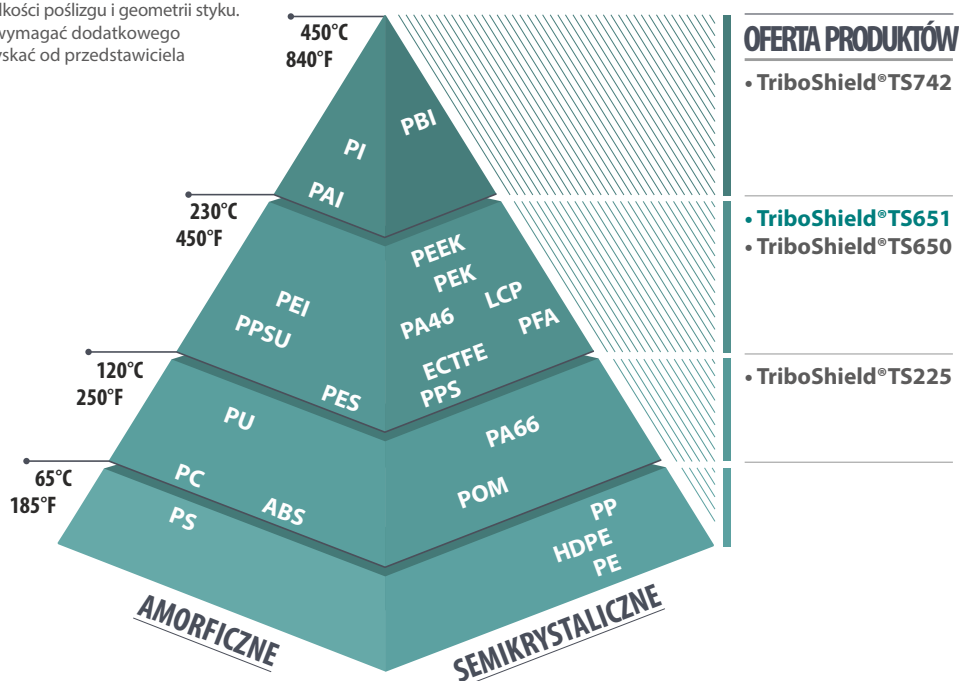 lkości poślizgu i geometrii styku.
wymagać dodatkowego
yskać od przedstawiciela
450°C
840°F
PBI
PI
PAI
230°C
450°F
PEEK
PEK
LCP
PA46
PFA
ECTFE
PPS
PEI
PPSU
PES
120°C
250°F
PU
PC
ABS
PA66
POM
65°C
185°F
PS
PP
HDPE
PE
AMORFICZNE
SEMIKRYSTALICZNE
OFERTA PRODUKTÓW
• TriboShield®TS742
• TriboShield®TS651
• TriboShield®TS650
• TriboShield®TS225